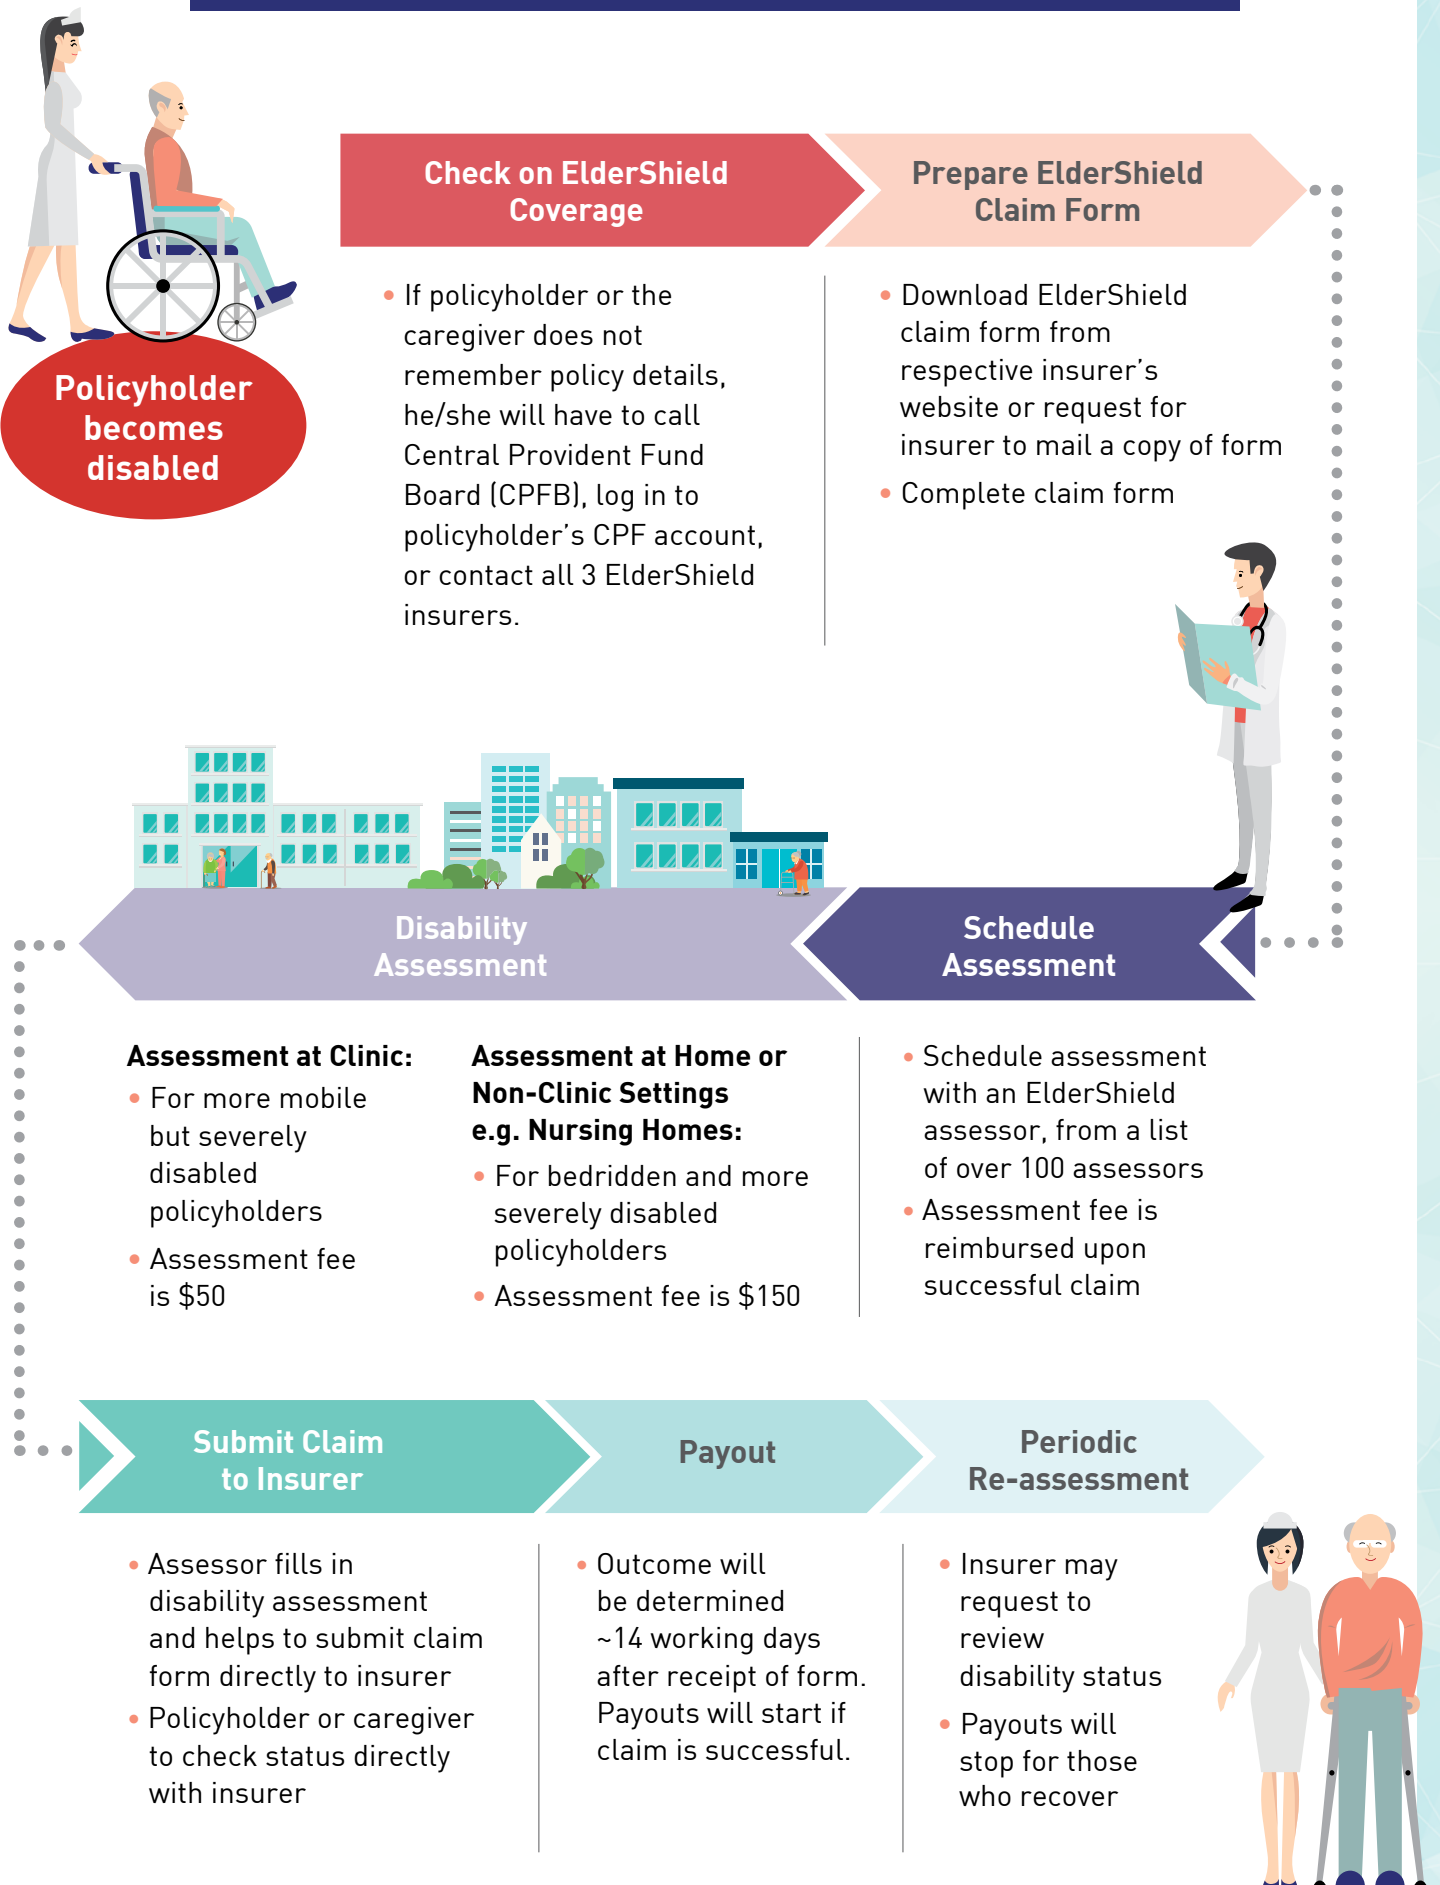 Policyholder
becomes
disabled
Check on ElderShield
Coverage
• If policyholder or the
caregiver does not
remember policy details,
he/she will have to call
Central Provident Fund
Board (CPFB), log in to
policyholder’s CPF account,
or contact all 3 ElderShield
insurers.
Prepare ElderShield
Claim Form
• Download ElderShield
claim form from
respective insurer’s
website or request for
insurer to mail a copy of form
• Complete claim form
Schedule
Assessment
• Schedule assessment
with an ElderShield
assessor, from a list
of over 100 assessors
• Assessment fee is
reimbursed upon
successful claim
Disability
Assessment
Assessment at Clinic:
• For more mobile
but severely
disabled
policyholders
• Assessment fee
is $50
Assessment at Home or
Non-Clinic Settings
e.g. Nursing Homes:
• For bedridden and more
severely disabled
policyholders
• Assessment fee is $150
Submit Claim
to Insurer
• Assessor fills in
disability assessment
and helps to submit claim
form directly to insurer
• Policyholder or caregiver
to check status directly
with insurer
Payout
• Outcome will
be determined
~14 working days
after receipt of form.
Payouts will start if
claim is successful.
Periodic
Re-assessment
• Insurer may
request to
review
disability status
• Payouts will
stop for those
who recover